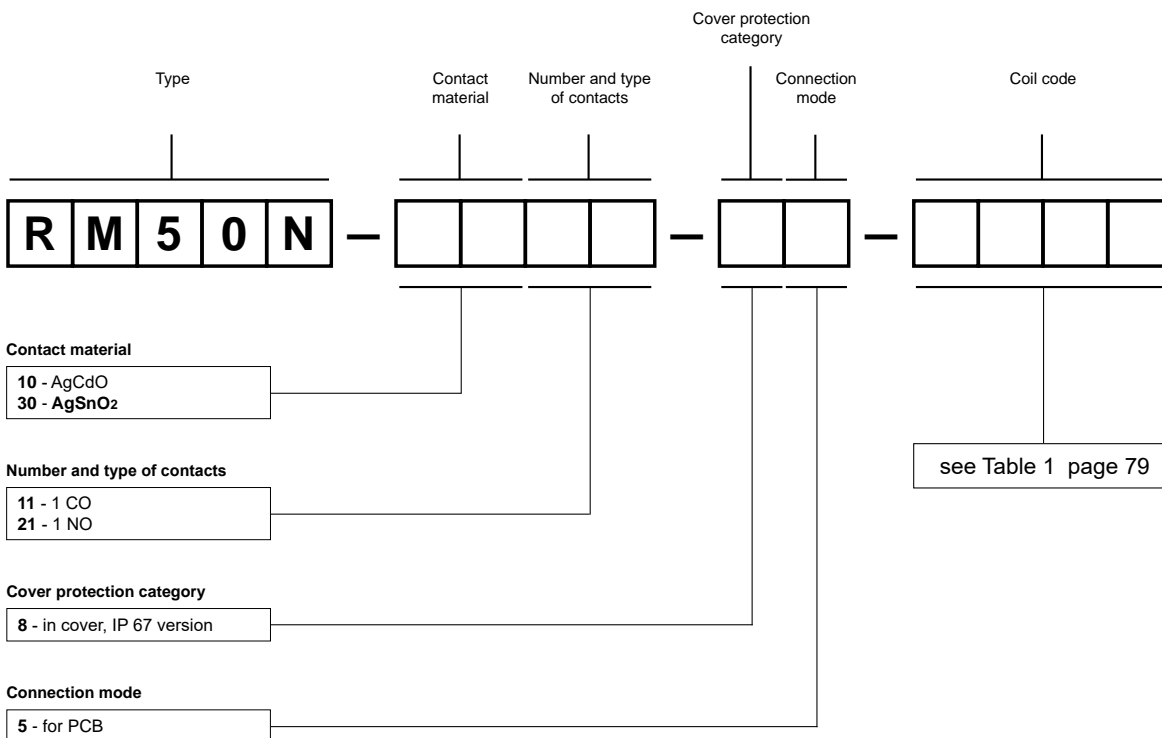 Cover protection
category
Type
Contact
material
Number and type
of contacts
Connection
mode
Coil code
RM50N – – –
Contact material
10 - AgCdO
30 - AgSnO2
Number and type of contacts
11 - 1 CO
21 - 1 NO
see Table 1 page 79
Cover protection category
8 - in cover, IP 67 version
Connection mode
5 - for PCB